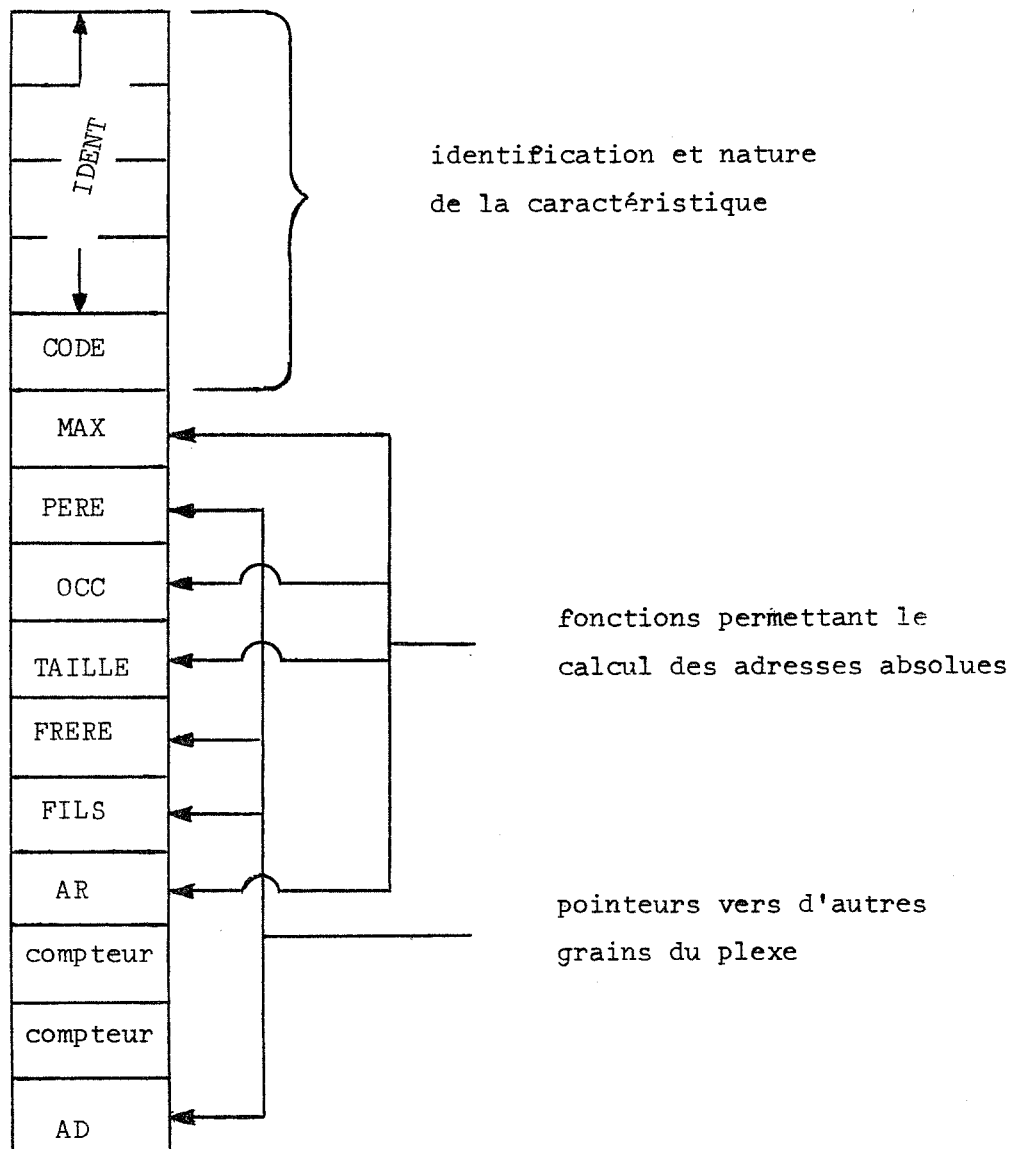 IDENT
identification et nature
de la caractéristique
CODE
MAX
PERE
OCC
TAILLE
fonctions permettant le
calcul des adresses absolues
FRERE
FILS
AR
pointeurs vers d'autres
grains du plexe
compteur
compteur
AD